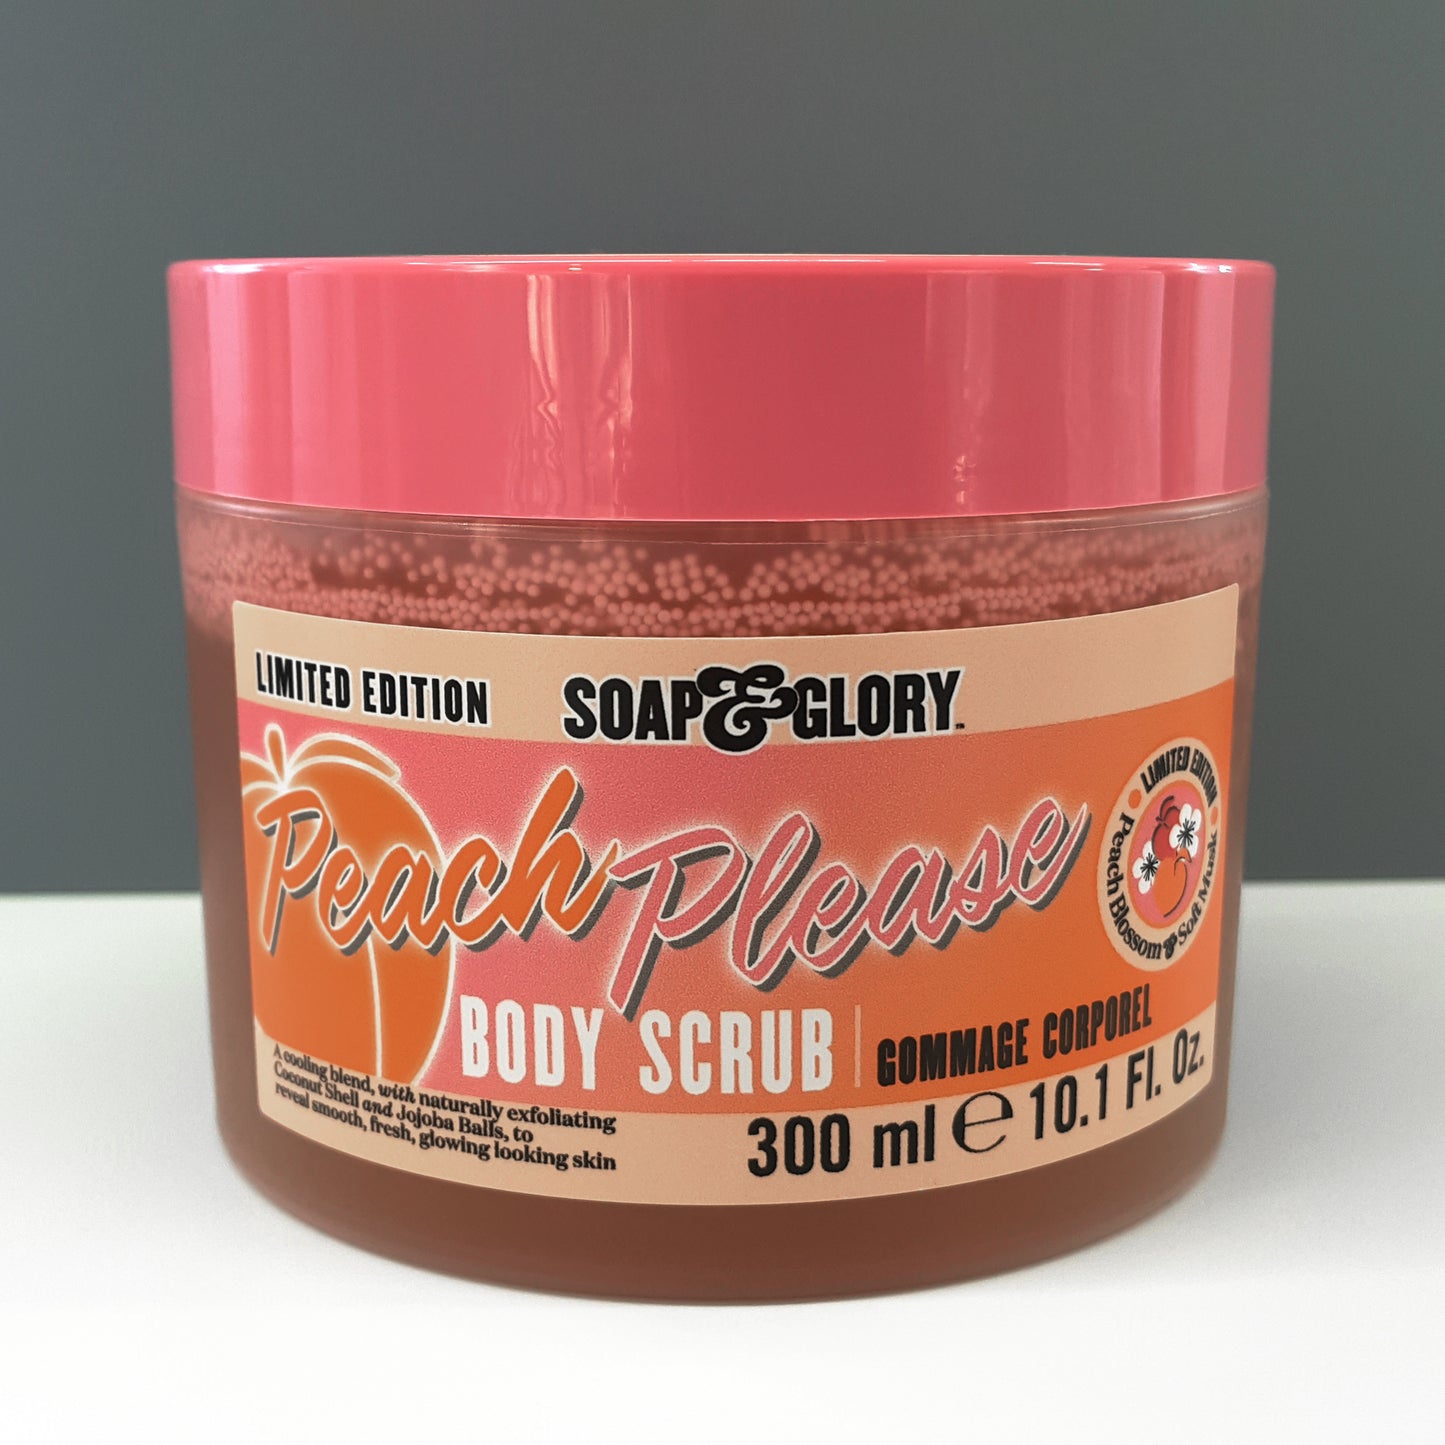 LIMITED EDITION
SOAP & GLORY™
Peach Please
BODY SCRUB | GOMMAGE CORPOREL
A cooling blend, with naturally exfoliating
Coconut Shell and Jojoba Balls, to
reveal smooth, fresh, glowing looking skin
300 ml ℮ 10.1 Fl. Oz.
LIMITED EDITION
Peach Blossom & Soft Musk